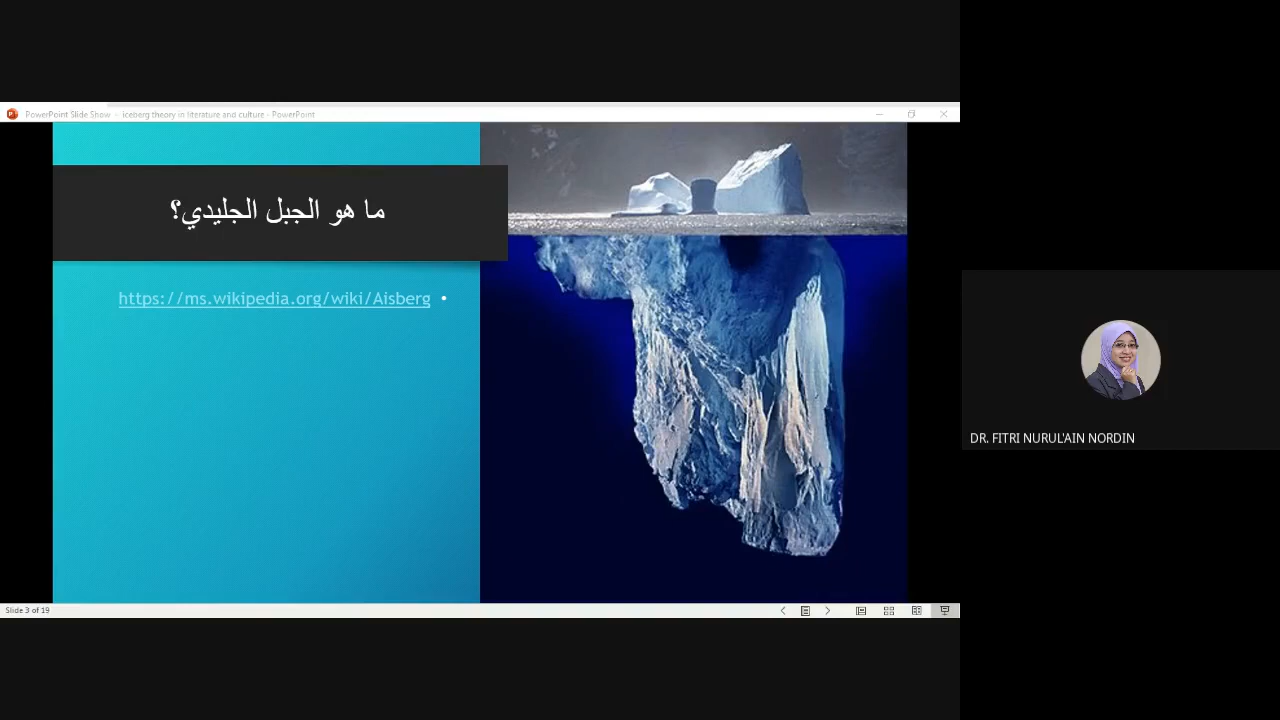 PowerPoint Slide Show - iceberg theory in literature and culture - PowerPoint
ما هو الجبل الجليدي؟
https://ms.wikipedia.org/wiki/Aisberg •
DR. FITRI NURUL'AIN NORDIN
Slide 3 of 19